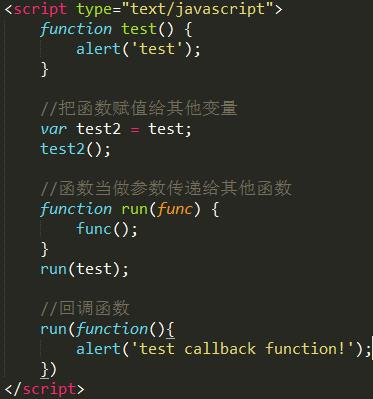 <script type="text/javascript">
    function test() {
        alert('test');
    }

    //把函数赋值给其他变量
    var test2 = test;
    test2();

    //函数当做参数传递给其他函数
    function run(func) {
        func();
    }
    run(test);

    //回调函数
    run(function(){
        alert('test callback function!');
    })
</script>